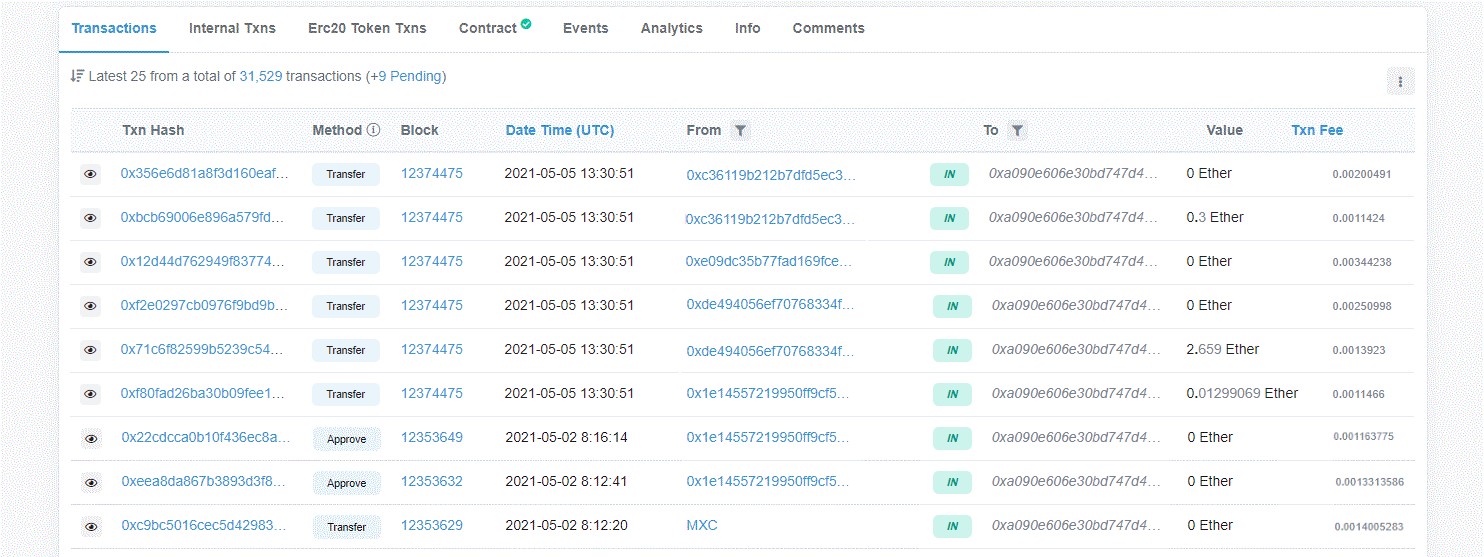 Transactions Internal Txns Erc20 Token Txns Contract Events Analytics Info Comments
Latest 25 from a total of 31,529 transactions (+9 Pending)
Txn Hash Method Block Date Time (UTC) From To Value Txn Fee
0x356e6d81a8f3d160eaf... Transfer 12374475 2021-05-05 13:30:51 0xc36119b212b7dfd5ec3... IN 0xa090e606e30bd747d4... 0 Ether 0.00200491
0xbcb69006e896a579fd... Transfer 12374475 2021-05-05 13:30:51 0xc36119b212b7dfd5ec3... IN 0xa090e606e30bd747d4... 0.3 Ether 0.0011424
0x12d44d762949f83774... Transfer 12374475 2021-05-05 13:30:51 0xe09dc35b77fad169fce... IN 0xa090e606e30bd747d4... 0 Ether 0.00344238
0xf2e0297cb0976f9bd9b... Transfer 12374475 2021-05-05 13:30:51 0xde494056ef70768334f... IN 0xa090e606e30bd747d4... 0 Ether 0.00250998
0x71c6f82599b5239c54... Transfer 12374475 2021-05-05 13:30:51 0xde494056ef70768334f... IN 0xa090e606e30bd747d4... 2.659 Ether 0.0013923
0xf80fad26ba30b09fee1... Transfer 12374475 2021-05-05 13:30:51 0x1e14557219950ff9cf5... IN 0xa090e606e30bd747d4... 0.01299069 Ether 0.0011466
0x22cdcca0b10f436ec8a... Approve 12353649 2021-05-02 8:16:14 0x1e14557219950ff9cf5... IN 0xa090e606e30bd747d4... 0 Ether 0.001163775
0xeea8da867b3893d3f8... Approve 12353632 2021-05-02 8:12:41 0x1e14557219950ff9cf5... IN 0xa090e606e30bd747d4... 0 Ether 0.0013313586
0xc9bc5016cec5d42983... Transfer 12353629 2021-05-02 8:12:20 MXC IN 0xa090e606e30bd747d4... 0 Ether 0.0014005283